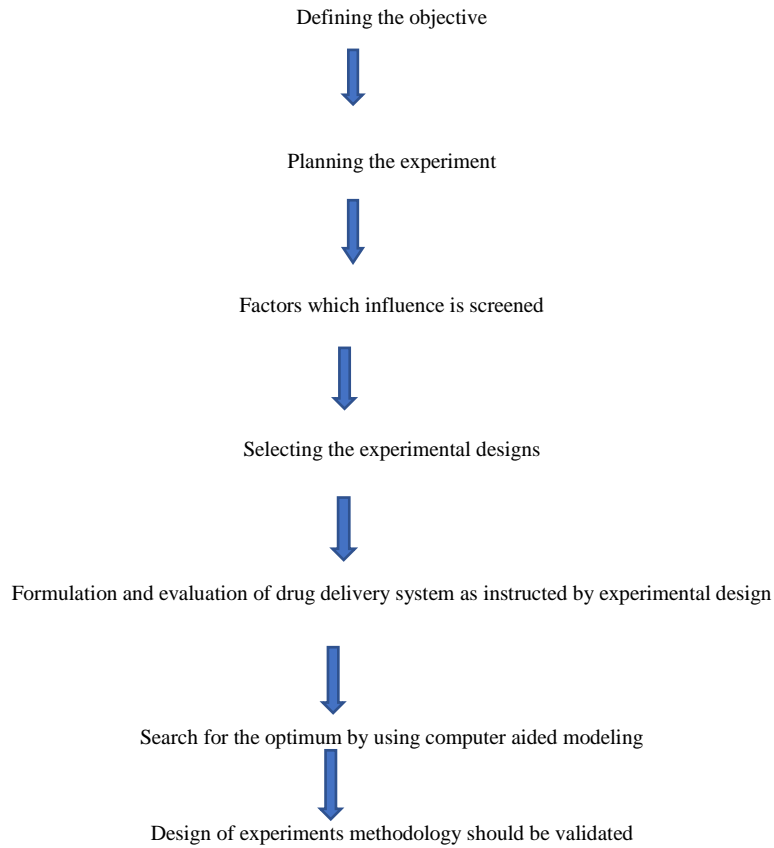 Defining the objective
Planning the experiment
Factors which influence is screened
Selecting the experimental designs
Formulation and evaluation of drug delivery system as instructed by experimental design
Search for the optimum by using computer aided modeling
Design of experiments methodology should be validated